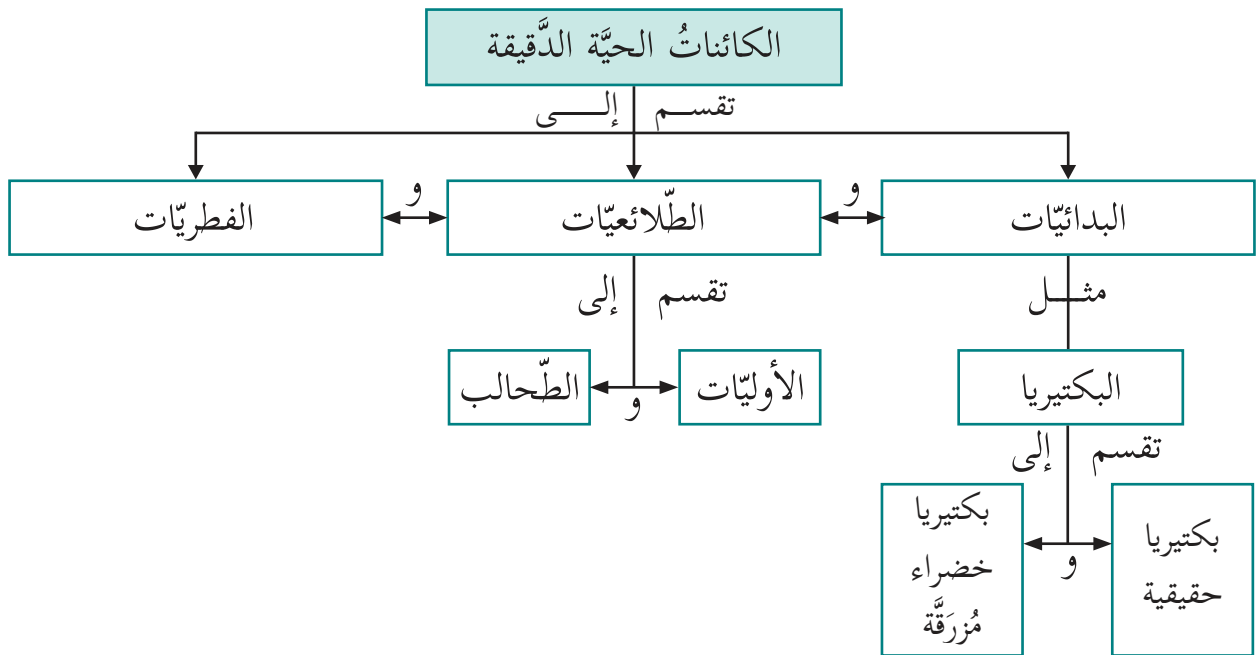 الكائناتُ الحيَّة الدَّقيقة
تقسم إلى
البدائيّات
و
الطّلائعيّات
و
الفطريّات
مثل
تقسم إلى
البكتيريا
الأوليّات
و
الطّحالب
تقسم إلى
بكتيريا
حقيقية
و
بكتيريا
خضراء
مُزرَقَّة